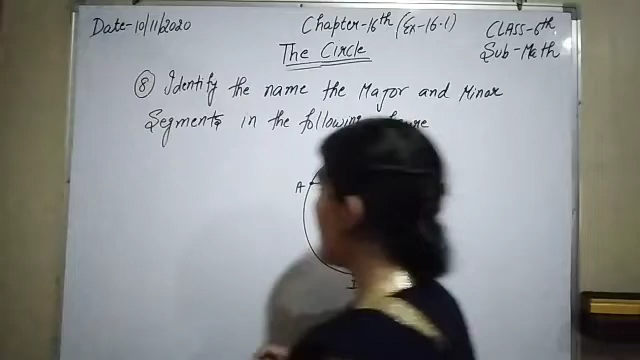 Date-10/11/2020 Chapter-16th (Ex-16.1) CLASS-6th
The Circle Sub-Math
⑧ Identify the name the Major and Minor
Segments in the following
A